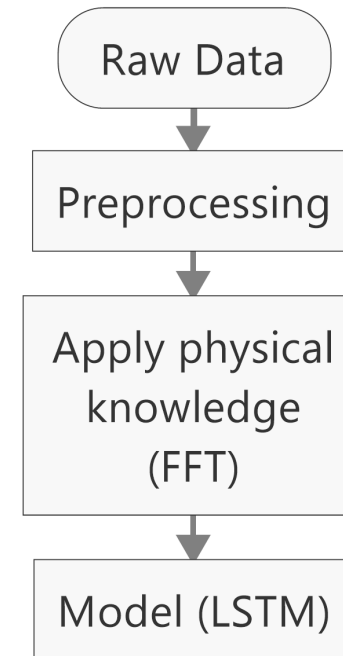 Raw Data
Preprocessing
Apply physical
knowledge
(FFT)
Model (LSTM)